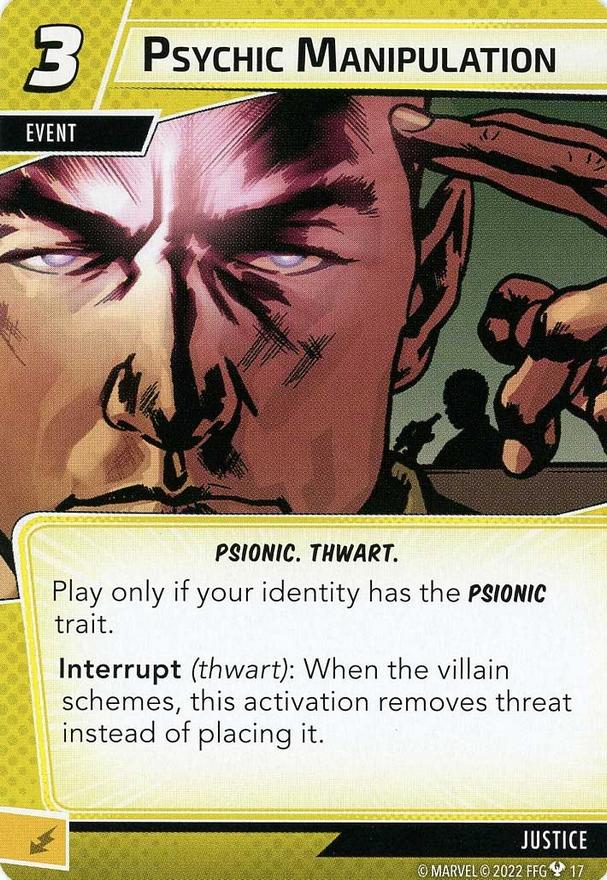 3
PSYCHIC MANIPULATION
EVENT
PSIONIC. THWART.
Play only if your identity has the PSIONIC
trait.
Interrupt (thwart): When the villain
schemes, this activation removes threat
instead of placing it.
JUSTICE
© MARVEL © 2022 FFG 17